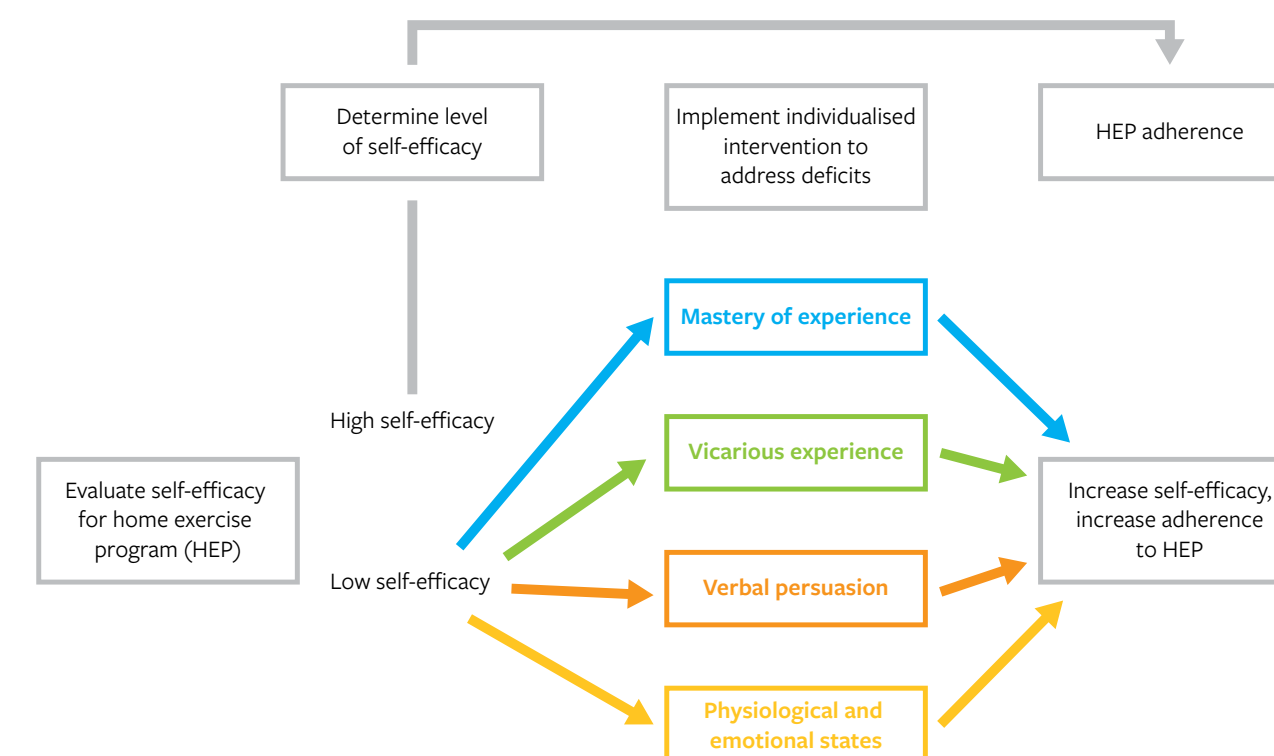 Determine level
of self-efficacy
Implement individualised
intervention to
address deficits
HEP adherence
Mastery of experience
High self-efficacy
Vicarious experience
Evaluate self-efficacy
for home exercise
program (HEP)
Increase self-efficacy,
increase adherence
to HEP
Low self-efficacy
Verbal persuasion
Physiological and
emotional states